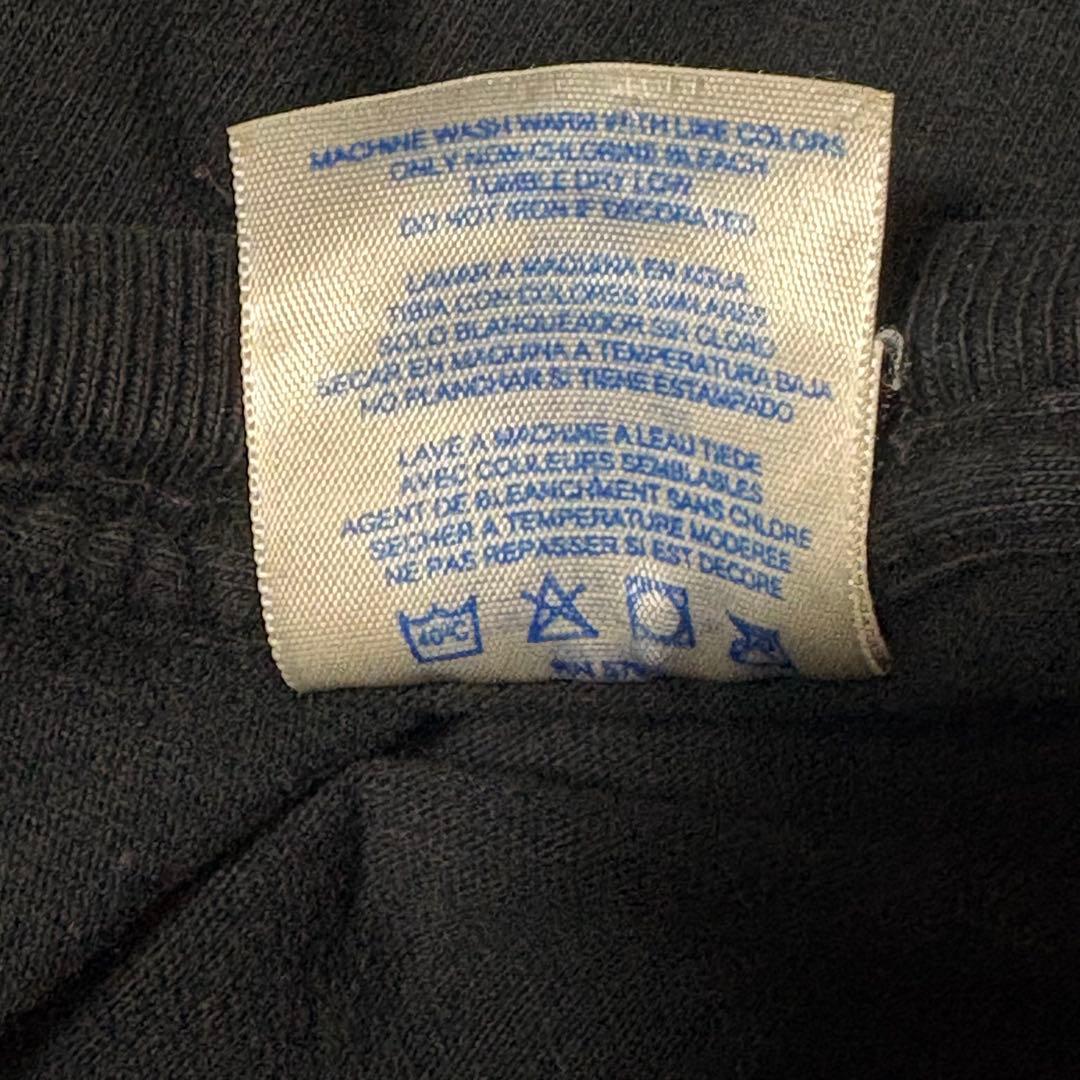 MACHINE WASH WARM WITH LIKE COLORS
ONLY NON-CHLORINE BLEACH
TUMBLE DRY LOW
DO NOT IRON IF DECORATED
LAVAR A MAQUINA EN AGUA
TIBIA CON COLORES SIMILARES
SOLO BLANQUEADOR SIN CLORO
SECAR EN MAQUINA A TEMPERATURA BAJA
NO PLANCHAR SI TIENE ESTAMPADO
LAVE A MACHINE A LEAU TIEDE
AVEC COULEURS SEMBLABLES
AGENT DE BLEANCHMENT SANS CHLORE
SECHER A TEMPERATURE MODEREE
NE PAS REPASSER SI EST DECORE
40°C